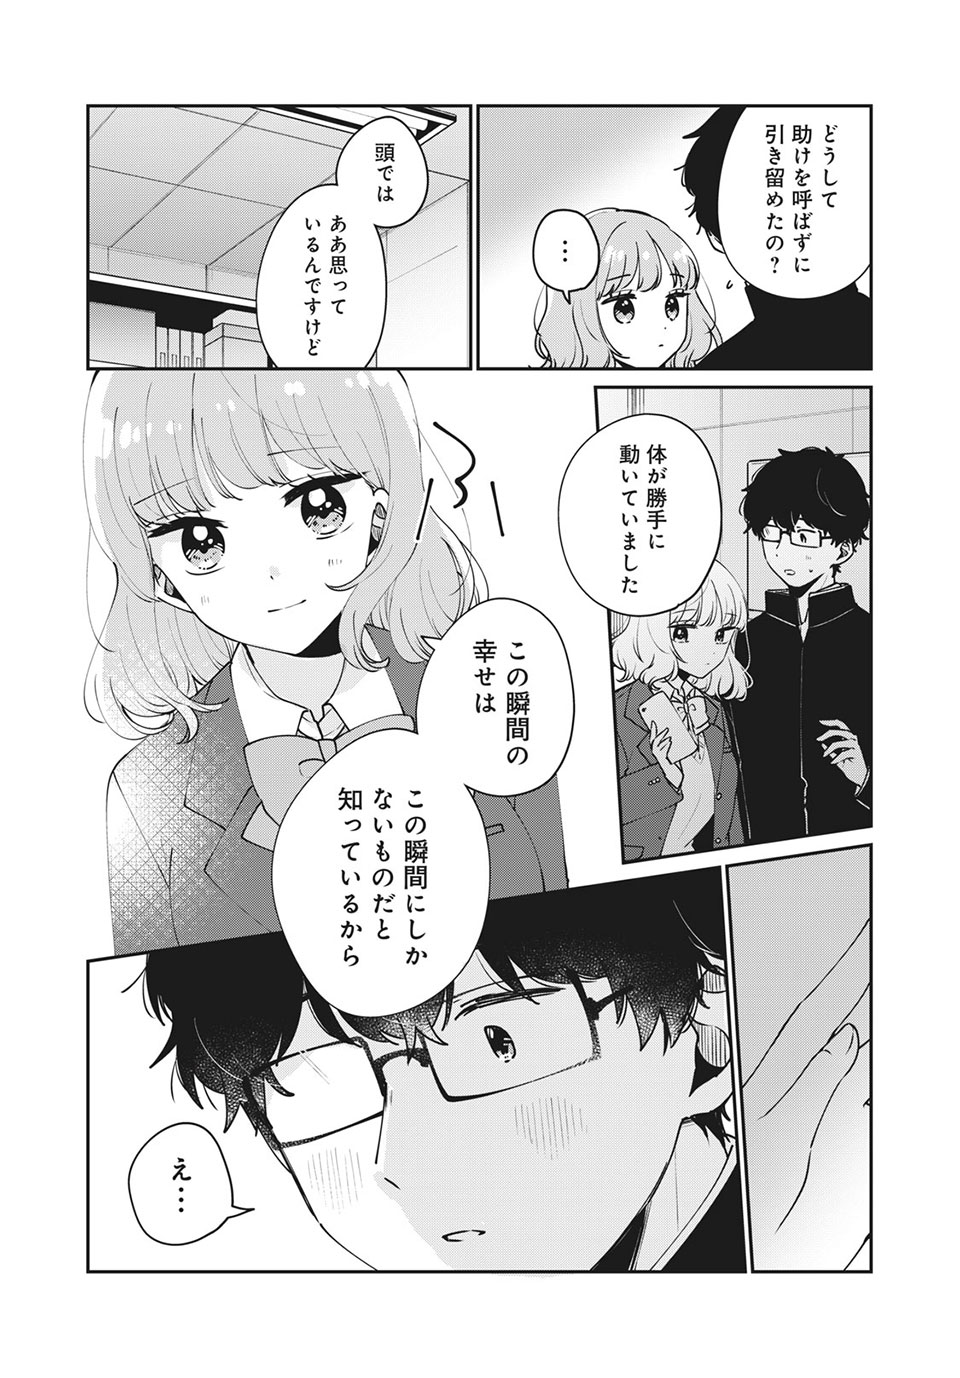 どうして
助けを呼ばずに
引き留めたの？
…
頭では
ああ思って
いるんですけど
体が勝手に
動いていました
この瞬間の
幸せは
この瞬間にしか
ないものだと
知っているから
え…